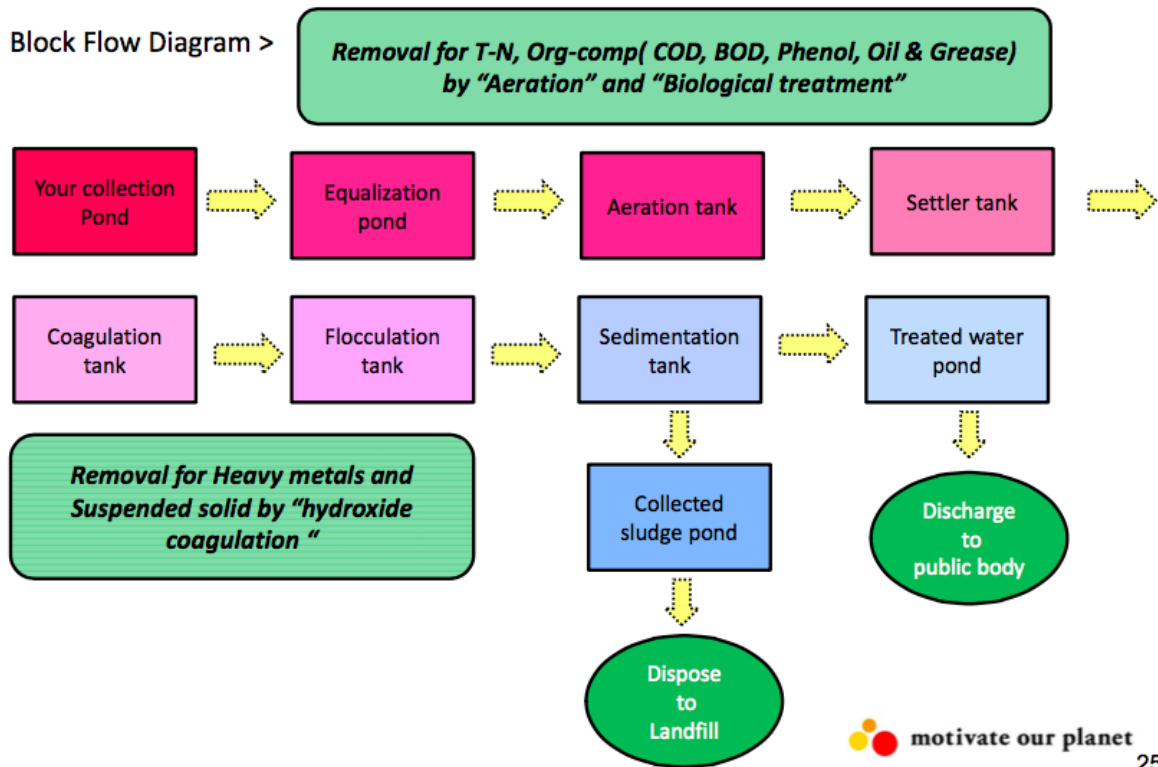 Block Flow Diagram >
Removal for T-N, Org-comp( COD, BOD, Phenol, Oil & Grease)
by “Aeration” and “Biological treatment”
Your collection
Pond
Equalization
pond
Aeration tank
Settler tank
Coagulation
tank
Flocculation
tank
Sedimentation
tank
Treated water
pond
Removal for Heavy metals and
Suspended solid by “hydroxide
coagulation “
Collected
sludge pond
Discharge
to
public body
Dispose
to
Landfill
motivate our planet
25